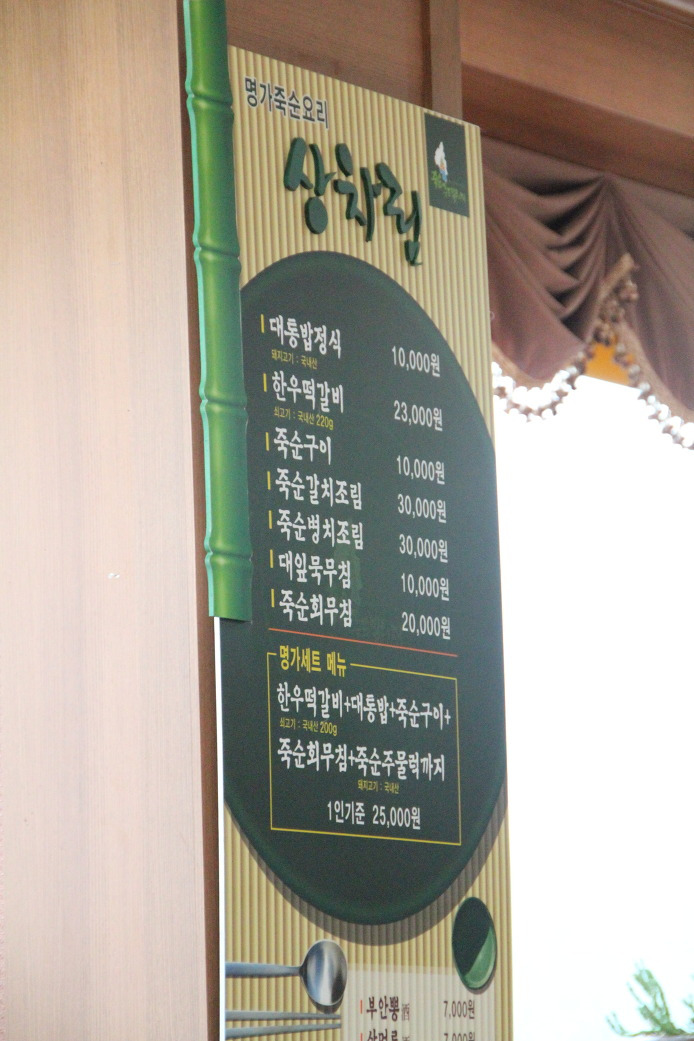 명가죽순요리
상차림
대통밥정식 10,000원
돼지고기 : 국내산
한우떡갈비 23,000원
쇠고기 : 국내산 220g
죽순구이 10,000원
죽순갈치조림 30,000원
죽순병치조림 30,000원
대잎묵무침 10,000원
죽순회무침 20,000원
명가세트 메뉴
한우떡갈비+대통밥+죽순구이+
쇠고기 : 국내산 200g
죽순회무침+죽순주물럭까지
돼지고기 : 국내산
1인기준 25,000원
부안뽕酒 7,000원
7,000원